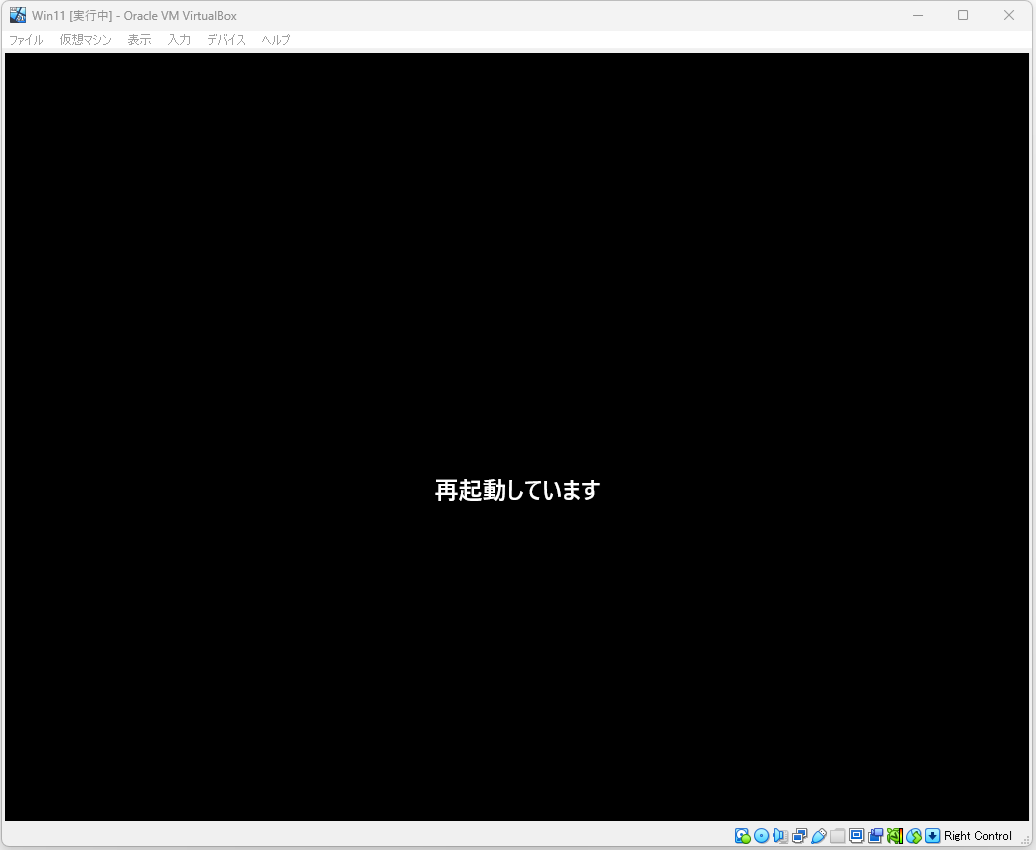 Win11 [実行中] - Oracle VM VirtualBox
ファイル 仮想マシン 表示 入力 デバイス ヘルプ
再起動しています
Right Control